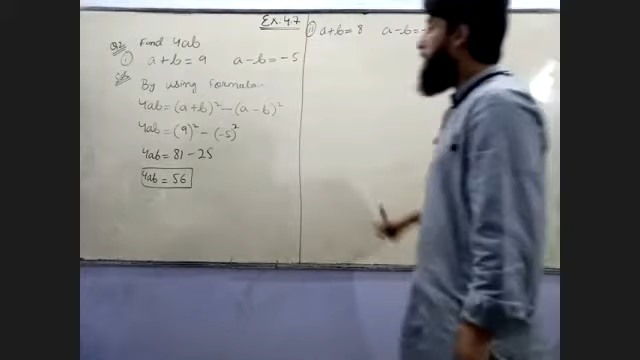 Ex 4.7
Q2 Find 4ab
(i) a+b = 9 a-b = -5
Sol: By using formula.
4ab = (a+b)² - (a-b)²
4ab = (9)² - (-5)²
4ab = 81 - 25
4ab = 56
(ii) a+b = 8 a-b = -